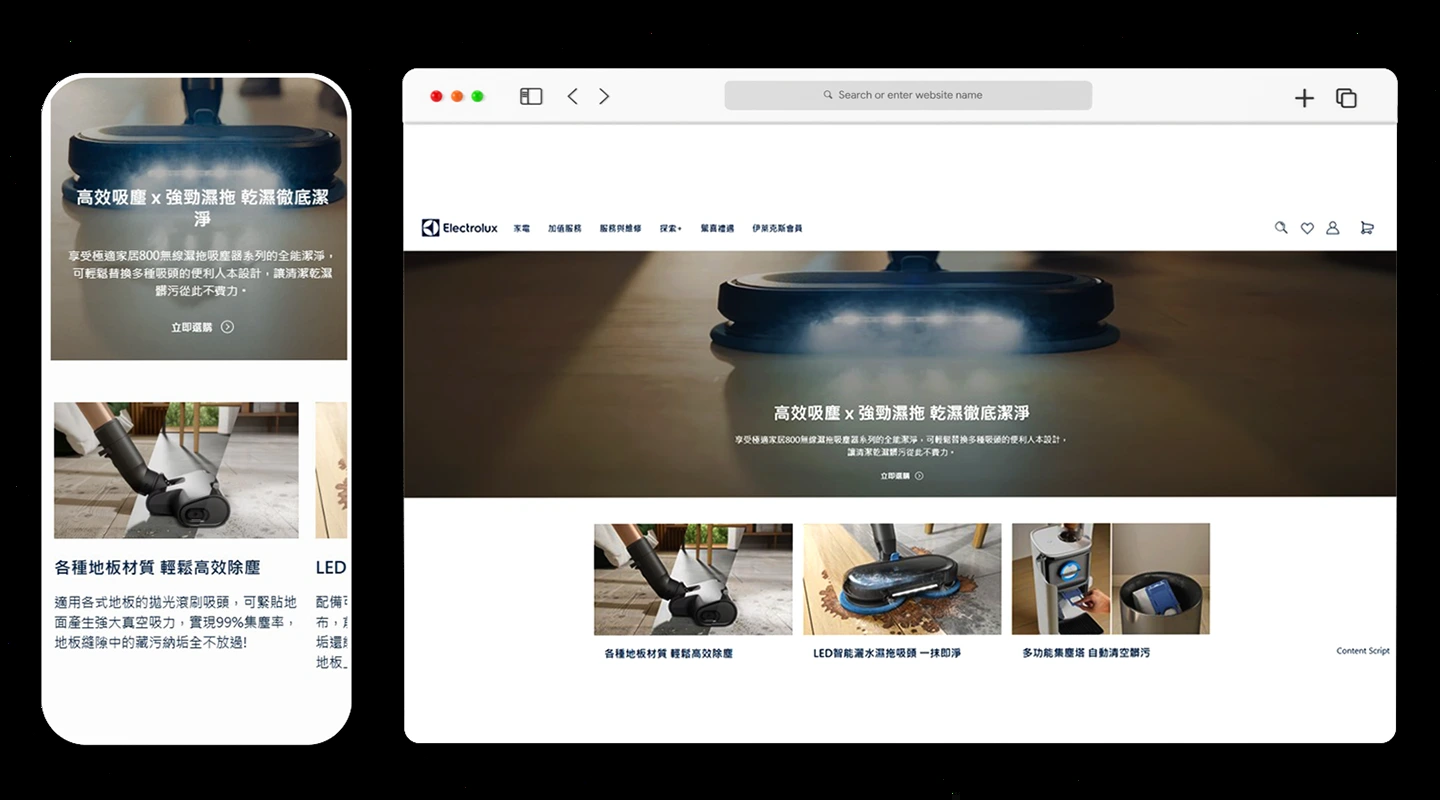 高效吸塵 x 強勁濕拖 乾濕徹底潔
淨
享受極適家居800無線濕拖吸塵器系列的全能潔淨，
可輕鬆替換多種吸頭的便利人本設計，讓清潔乾濕
髒污從此不費力。
立即選購
各種地板材質 輕鬆高效除塵
適用各式地板的拋光滾刷吸頭，可緊貼地
面產生強大真空吸力，實現99%集塵率，
地板縫隙中的藏污納垢全不放過!
LED
配備
布，
垢還
地板
Search or enter website name
Electrolux 家電 加值服務 服務與維修 探索+ 驚喜禮遇 伊萊克斯會員
高效吸塵 x 強勁濕拖 乾濕徹底潔淨
享受極適家居800無線濕拖吸塵器系列的全能潔淨，可輕鬆替換多種吸頭的便利人本設計，
讓清潔乾濕髒污從此不費力。
立即選購
各種地板材質 輕鬆高效除塵
LED智能灑水濕拖吸頭 一抹即淨
多功能集塵塔 自動清空髒污
Content Script